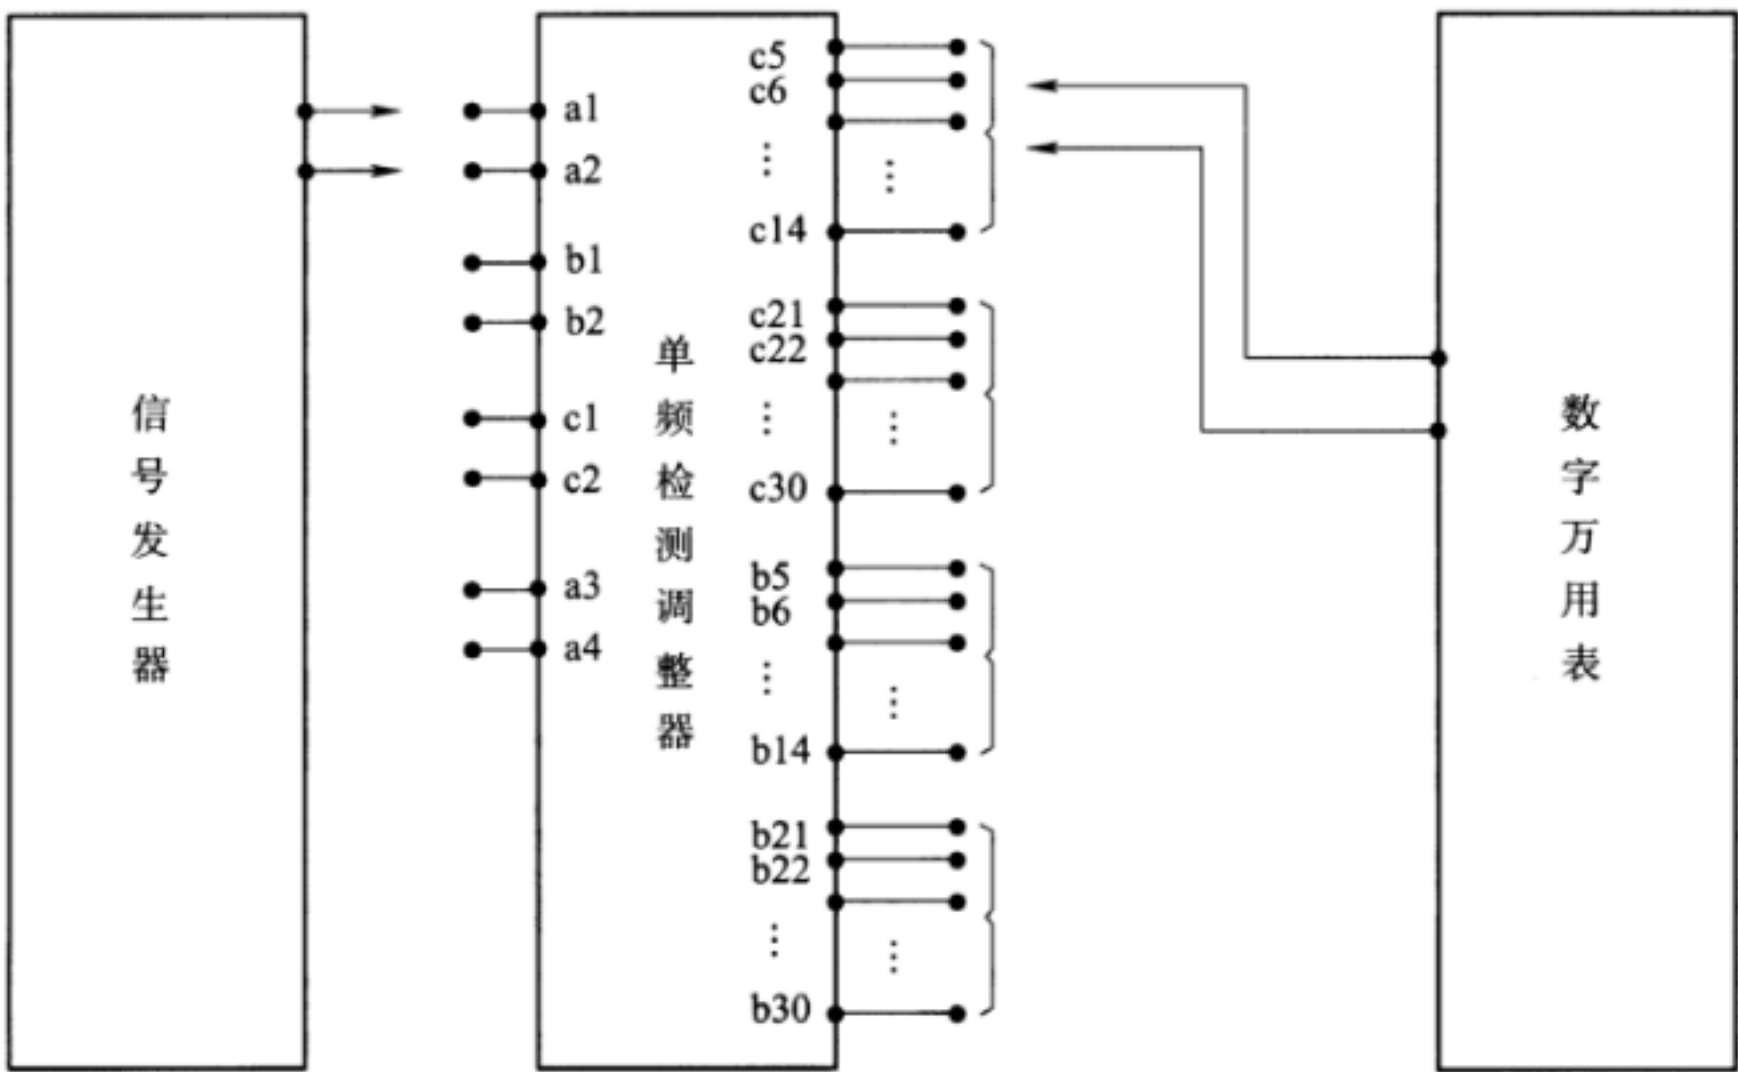 信号发生器
a1
a2
b1
b2
c1
c2
a3
a4
单频检测调整器
c5
c6
⋮
⋮
c14
c21
c22
⋮
⋮
c30
b5
b6
⋮
⋮
b14
b21
b22
⋮
⋮
b30
数字万用表